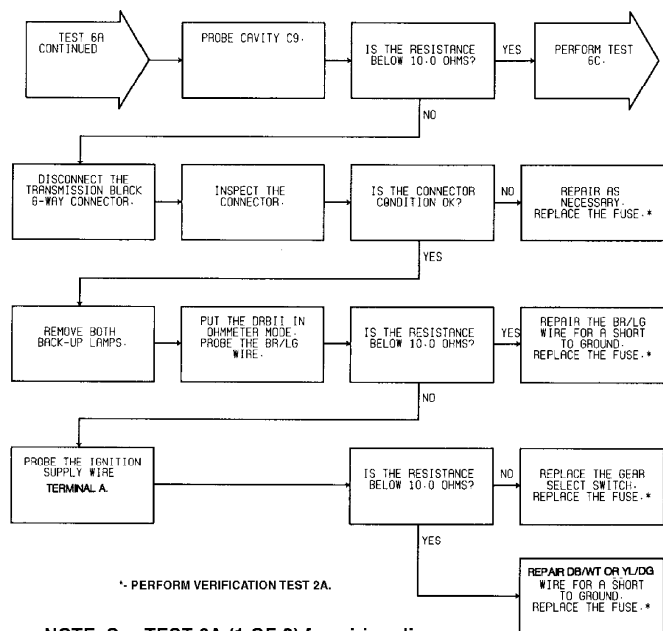 TEST 6A
CONTINUED
PROBE CAVITY C9.
IS THE RESISTANCE
BELOW 10.0 OHMS?
YES
PERFORM TEST
6C.
NO
DISCONNECT THE
TRANSMISSION BLACK
8-WAY CONNECTOR.
INSPECT THE
CONNECTOR.
IS THE CONNECTOR
CONDITION OK?
NO
REPAIR AS
NECESSARY.
REPLACE THE FUSE.*
YES
REMOVE BOTH
BACK-UP LAMPS.
PUT THE DRBII IN
OHMMETER MODE.
PROBE THE BR/LG
WIRE.
IS THE RESISTANCE
BELOW 10.0 OHMS?
YES
REPAIR THE BR/LG
WIRE FOR A SHORT
TO GROUND.
REPLACE THE FUSE.*
NO
PROBE THE IGNITION
SUPPLY WIRE
TERMINAL A.
IS THE RESISTANCE
BELOW 10.0 OHMS?
NO
REPLACE THE GEAR
SELECT SWITCH.
REPLACE THE FUSE.*
YES
REPAIR DB/WT OR YL/DG
WIRE FOR A SHORT
TO GROUND.
REPLACE THE FUSE.*
*- PERFORM VERIFICATION TEST 2A.